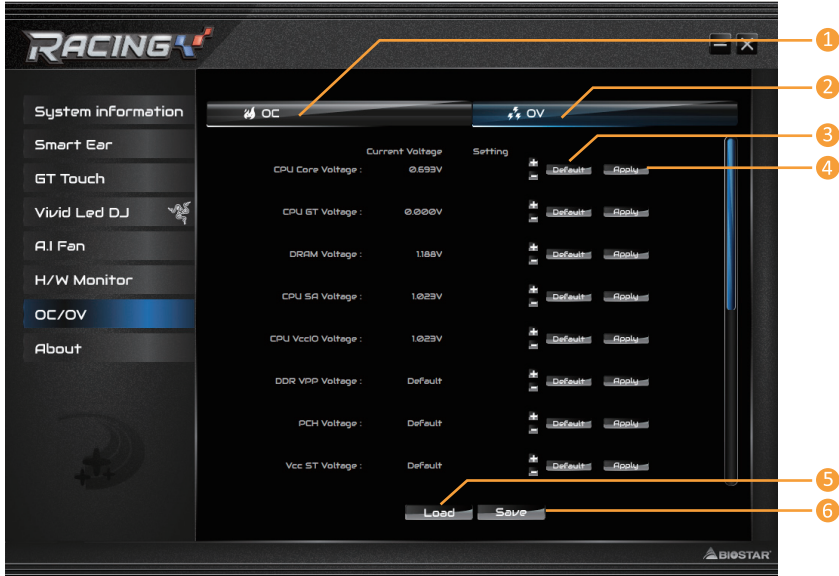 RACING
1
2
3
4
5
6
System information
Smart Ear
GT Touch
Vivid Led DJ
A.I Fan
H/W Monitor
OC/OV
About
OC
OV
Current Voltage Setting
CPU Core Voltage : 0.693V Default Apply
CPU GT Voltage : 0.000V Default Apply
DRAM Voltage : 1.188V Default Apply
CPU SA Voltage : 1.023V Default Apply
CPU VccIO Voltage : 1.023V Default Apply
DDR VPP Voltage : Default Default Apply
PCH Voltage : Default Default Apply
Vcc ST Voltage : Default Default Apply
Load Save
BIOSTAR